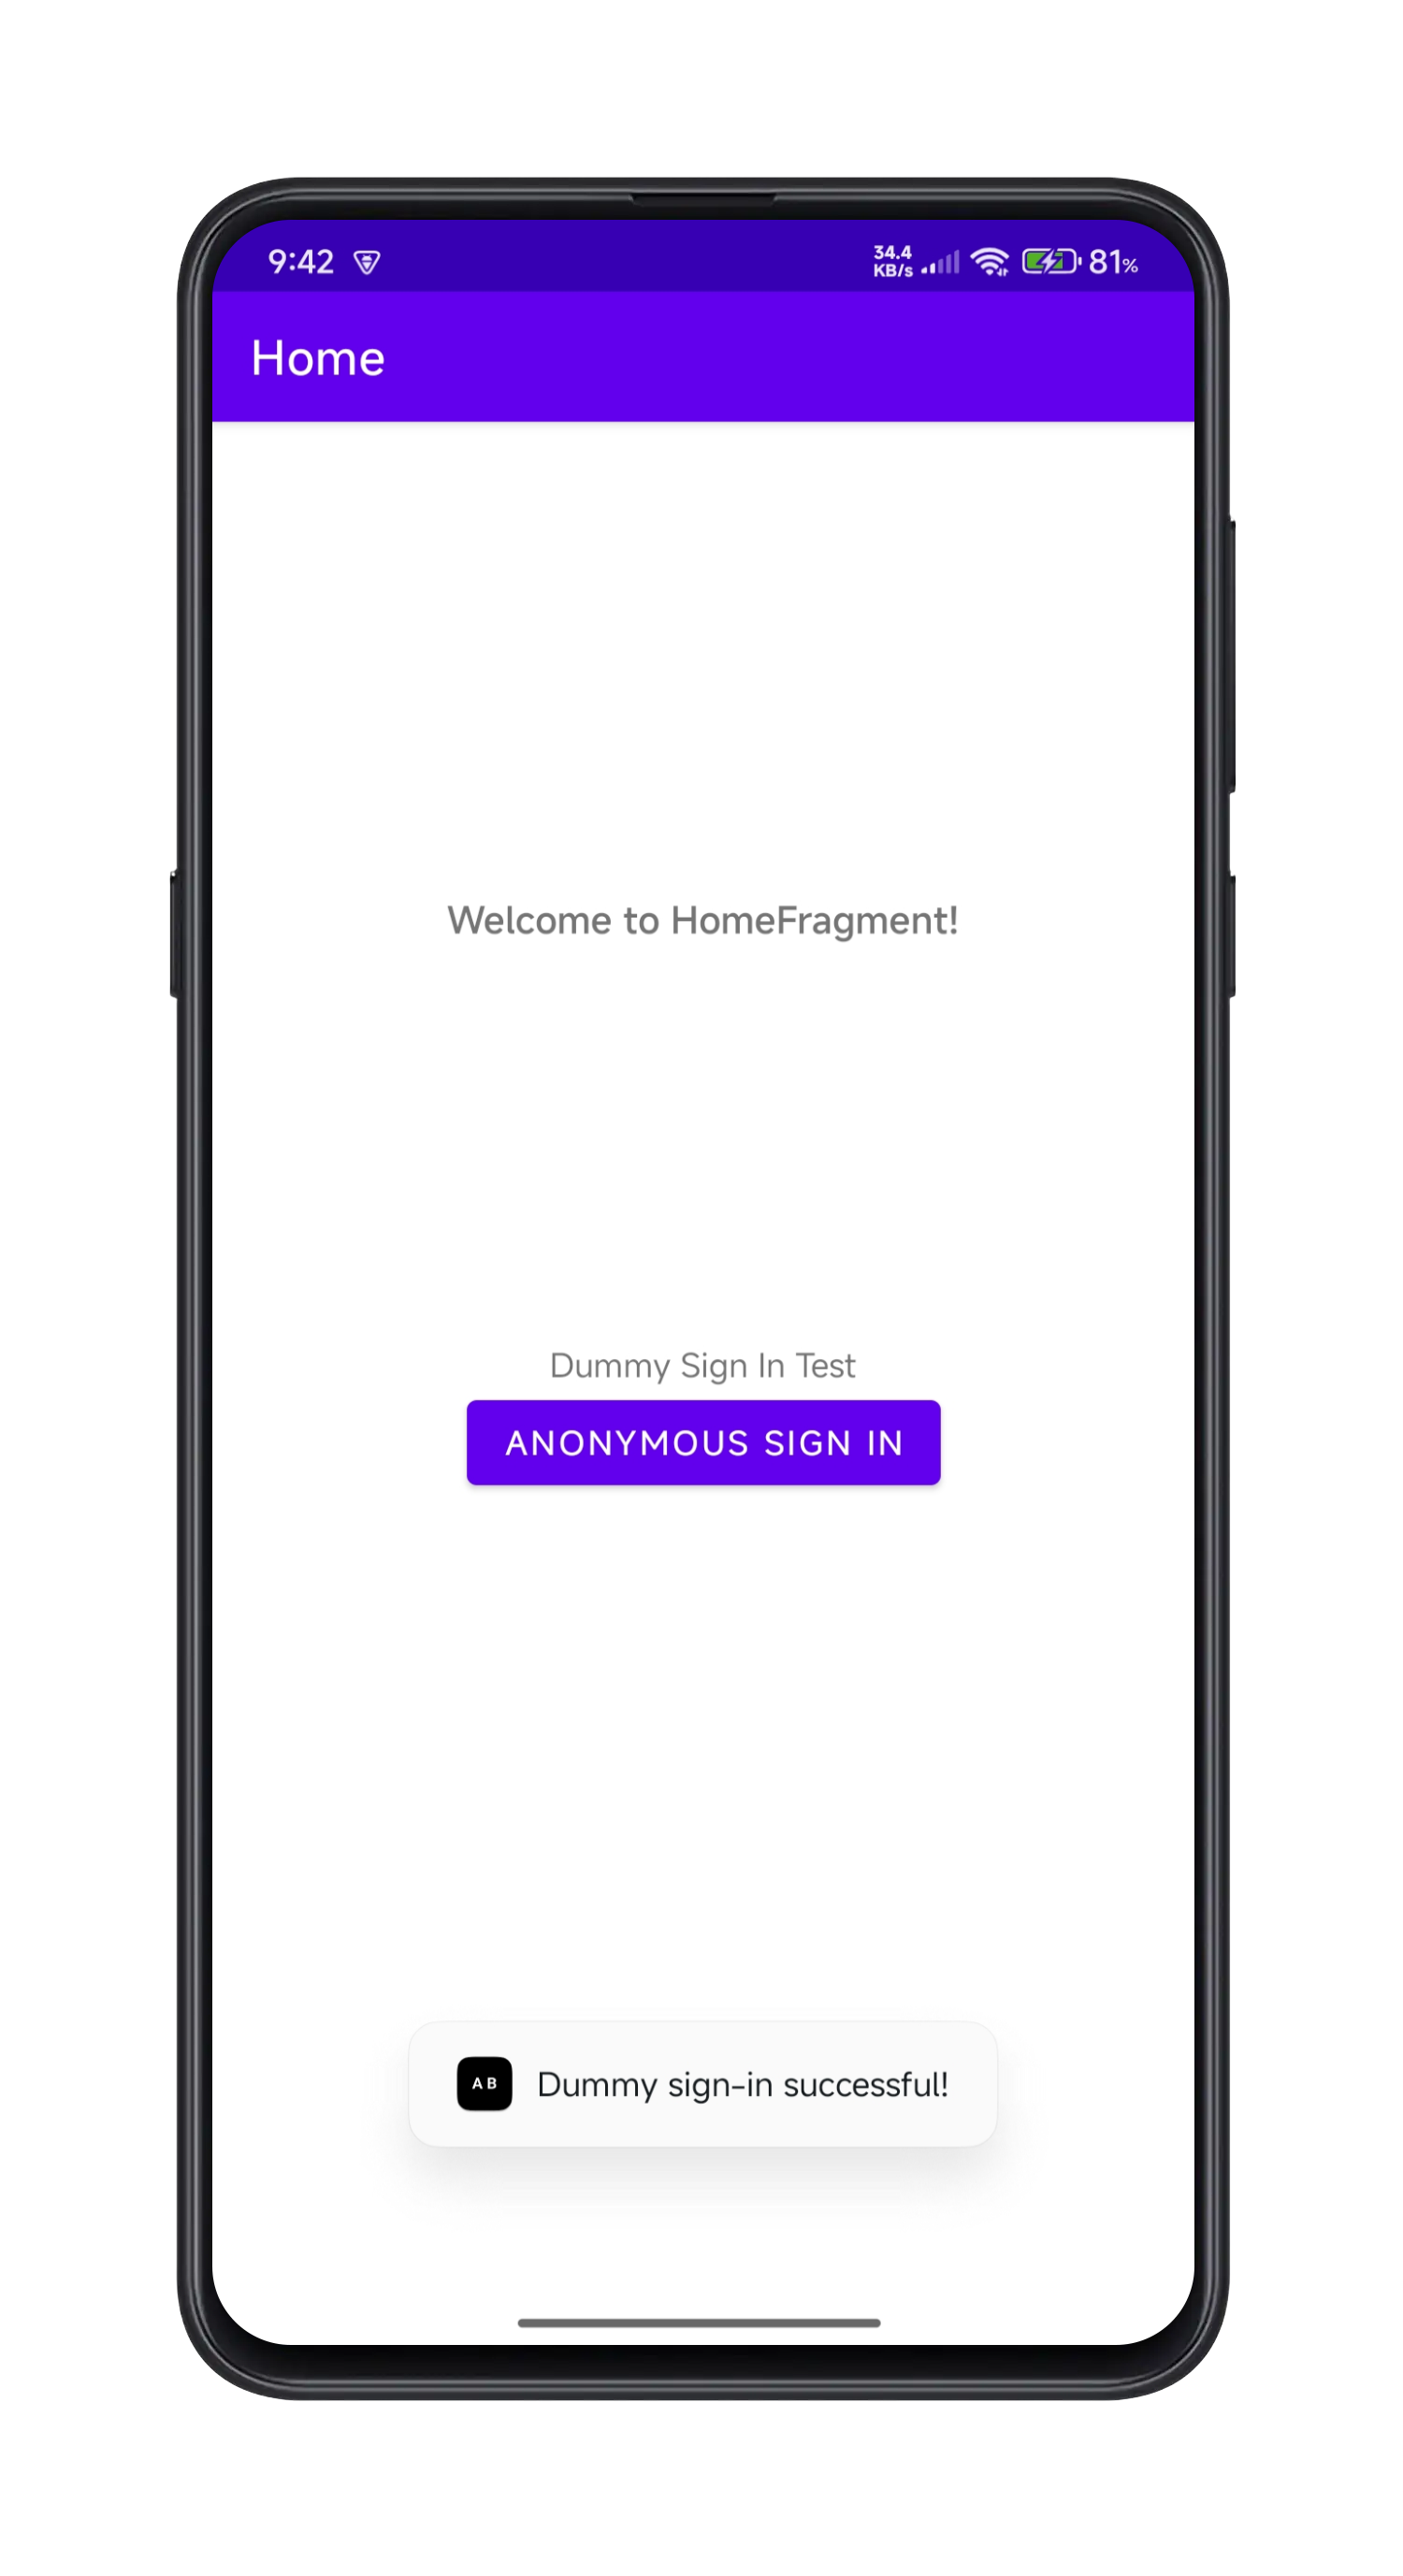 9:42
34.4
KB/s
81%
Home
Welcome to HomeFragment!
Dummy Sign In Test
ANONYMOUS SIGN IN
A B
Dummy sign-in successful!